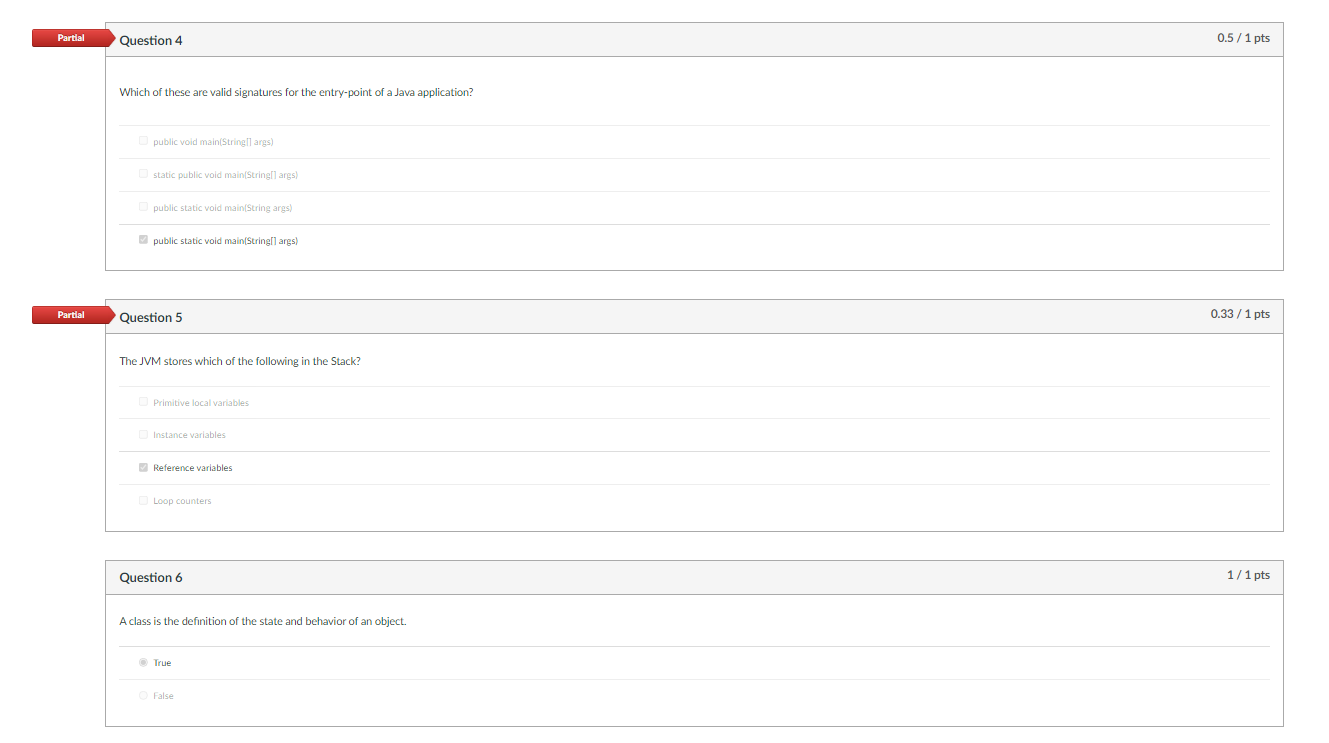 Partial
Question 4
0.5 / 1 pts
Which of these are valid signatures for the entry-point of a Java application?
public void main(String[] args)
static public void main(String[] args)
public static void main(String args)
public static void main(String[] args)
Partial
Question 5
0.33 / 1 pts
The JVM stores which of the following in the Stack?
Primitive local variables
Instance variables
Reference variables
Loop counters
Question 6
1 / 1 pts
A class is the definition of the state and behavior of an object.
True
False